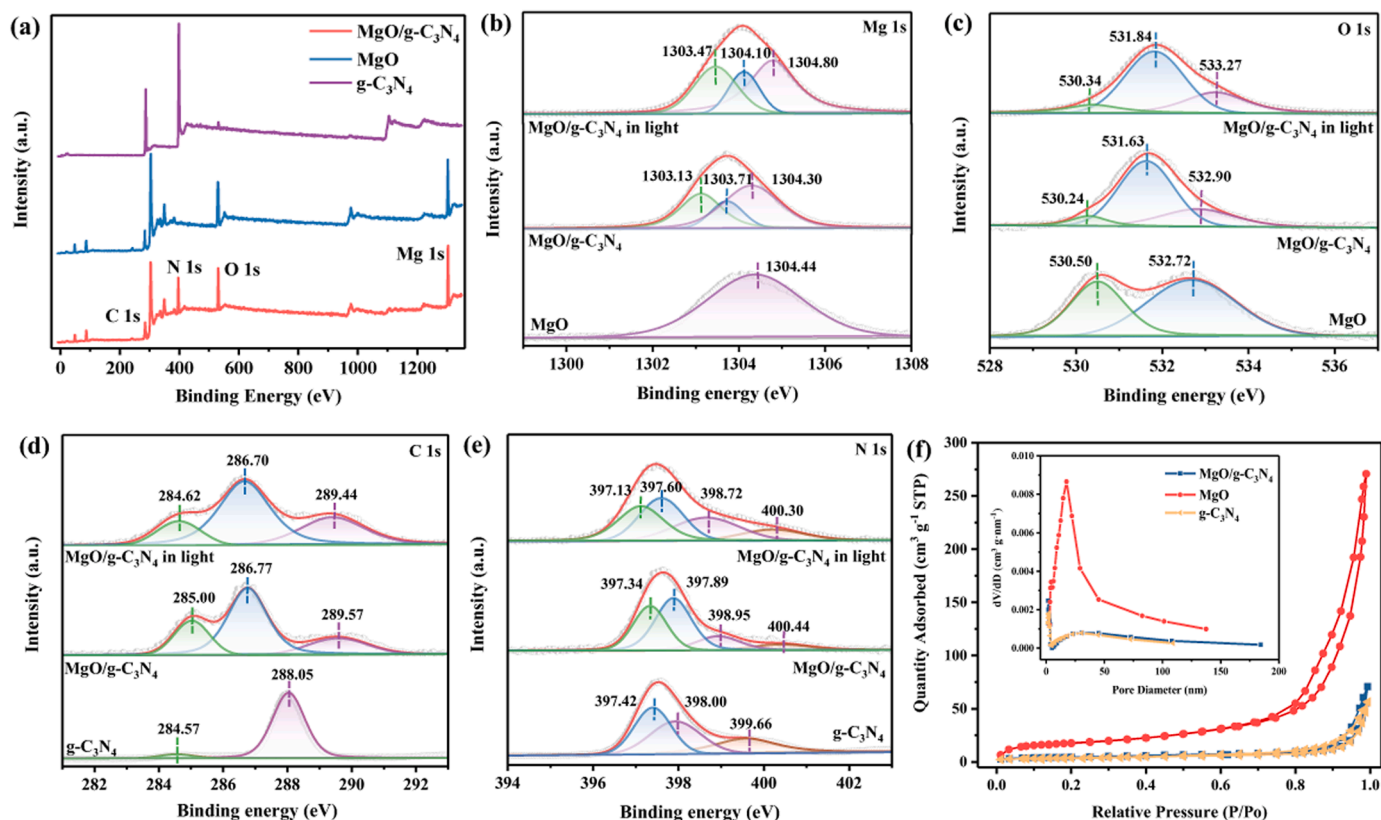 (a)
MgO/g-C₃N₄
MgO
g-C₃N₄
C 1s
N 1s
O 1s
Mg 1s
Intensity (a.u.)
0 200 400 600 800 1000 1200
Binding Energy (eV)
(b)
Mg 1s
1303.47
1304.10
1304.80
MgO/g-C₃N₄ in light
1303.13
1303.71
1304.30
MgO/g-C₃N₄
1304.44
MgO
Intensity (a.u.)
1300 1302 1304 1306 1308
Binding energy (eV)
(c)
O 1s
531.84
530.34
533.27
MgO/g-C₃N₄ in light
531.63
530.24
532.90
MgO/g-C₃N₄
530.50
532.72
MgO
Intensity (a.u.)
528 530 532 534 536
Binding energy (eV)
(d)
C 1s
286.70
284.62
289.44
MgO/g-C₃N₄ in light
286.77
285.00
289.57
MgO/g-C₃N₄
288.05
284.57
g-C₃N₄
Intensity (a.u.)
282 284 286 288 290 292
Binding energy (eV)
(e)
N 1s
397.13
397.60
398.72
400.30
MgO/g-C₃N₄ in light
397.34
397.89
398.95
400.44
MgO/g-C₃N₄
397.42
398.00
399.66
g-C₃N₄
Intensity (a.u.)
394 396 398 400 402
Binding energy (eV)
(f)
Quantity Adsorbed (cm³ g⁻¹ STP)
300
250
200
150
100
50
0
0.0 0.2 0.4 0.6 0.8 1.0
Relative Pressure (P/Po)
MgO/g-C₃N₄
MgO
g-C₃N₄
dV/dD (cm³ g·nm⁻¹)
0.010
0.008
0.006
0.004
0.002
0.000
0 50 100 150 200
Pore Diameter (nm)